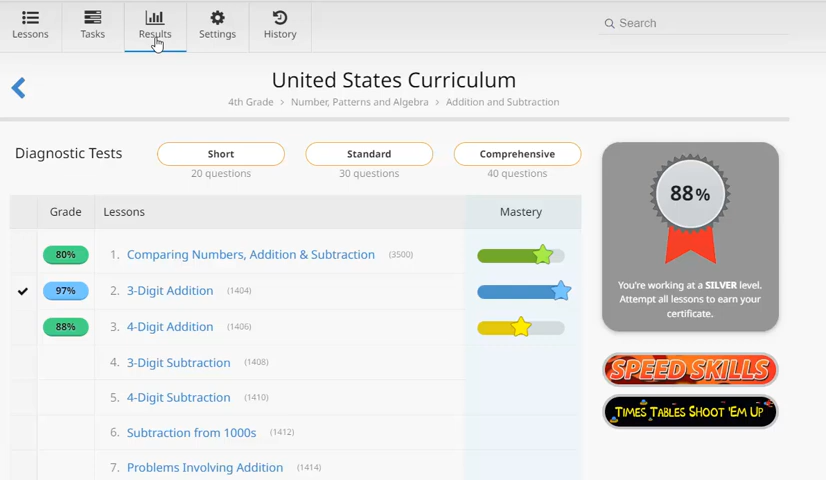 Lessons
Tasks
Results
Settings
History
Search
United States Curriculum
4th Grade > Number, Patterns and Algebra > Addition and Subtraction
Diagnostic Tests
Short
Standard
Comprehensive
20 questions
30 questions
40 questions
Grade
Lessons
Mastery
80%
1. Comparing Numbers, Addition & Subtraction (3500)
97%
2. 3-Digit Addition (1404)
88%
3. 4-Digit Addition (1406)
4. 3-Digit Subtraction (1408)
5. 4-Digit Subtraction (1410)
6. Subtraction from 1000s (1412)
7. Problems Involving Addition (1414)
88%
You're working at a SILVER level.
Attempt all lessons to earn your
certificate.
SPEED SKILLS
TIMES TABLES SHOOT 'EM UP